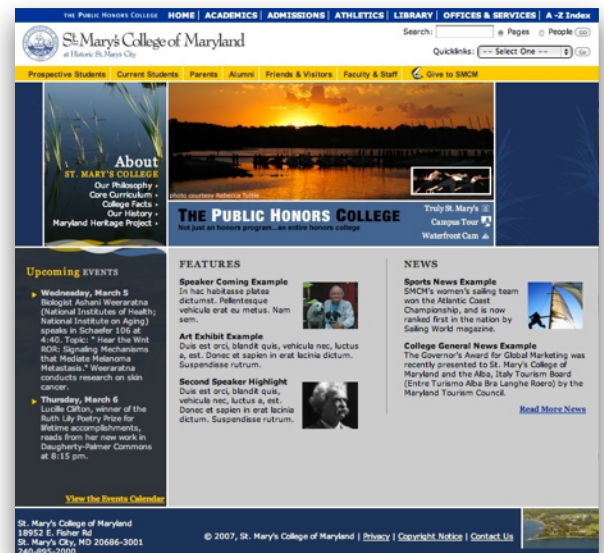 THE PUBLIC HONORS COLLEGE HOME | ACADEMICS | ADMISSIONS | ATHLETICS | LIBRARY | OFFICES & SERVICES | A -Z Index
St. Mary's College of Maryland
at Historic St. Mary's City
Search: Pages People GO
Quicklinks: -- Select One -- Go
Prospective Students Current Students Parents Alumni Friends & Visitors Faculty & Staff Give to SMCM
About
ST. MARY'S COLLEGE
Our Philosophy
Core Curriculum
College Facts
Our History
Maryland Heritage Project
photo courtesy Rebecca
THE PUBLIC HONORS COLLEGE
Not just an honors program...an entire honors college
Truly St. Mary's
Campus Tour
Waterfront Cam
Upcoming EVENTS
Wednesday, March 5
Biologist Ashani Weeraratna
(National Institutes of Health;
National Institute on Aging)
speaks in Schaefer 106 at
4:40. Topic: " Hear the Wnt
ROR: Signaling Mechanisms
that Mediate Melanoma
Metastasis." Weeraratna
conducts research on skin
cancer.
Thursday, March 6
Lucille Clifton, winner of the
Ruth Lily Poetry Prize for
lifetime accomplishments,
reads from her new work in
Daugherty-Palmer Commons
at 8:15 pm.
View the Events Calendar
FEATURES
Speaker Coming Example
In hac habitasse platea
dictumst. Pellentesque
vehicula erat eu metus. Nam
sem.
Art Exhibit Example
Duis est orci, blandit quis, vehicula nec, luctus
a, est. Donec et sapien in erat lacinia dictum.
Suspendisse rutrum.
Second Speaker Highlight
Duis est orci, blandit quis,
vehicula nec, luctus a, est.
Donec et sapien in erat lacinia
dictum. Suspendisse rutrum.
NEWS
Sports News Example
SMCM's women's sailing team
won the Atlantic Coast
Championship, and is now
ranked first in the nation by
Sailing World magazine.
College General News Example
The Governor's Award for Global Marketing was
recently presented to St. Mary's College of
Maryland and the Alba, Italy Tourism Board
(Entre Turismo Alba Bra Langhe Roero) by the
Maryland Tourism Council.
Read More News
St. Mary's College of Maryland
18952 E. Fisher Rd
St. Mary's City, MD 20686-3001
240-895-2000
© 2007, St. Mary's College of Maryland | Privacy | Copyright Notice | Contact Us